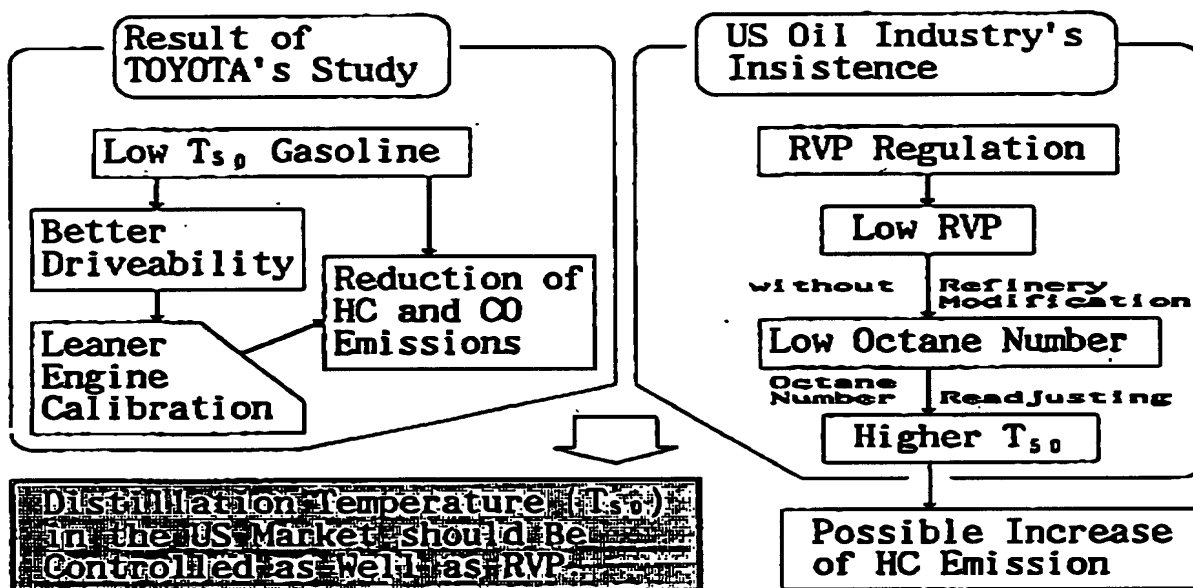 Result of
TOYOTA's Study
Low T₅₀ Gasoline
Better
Driveability
Leaner
Engine
Calibration
Reduction of
HC and CO
Emissions
US Oil Industry's
Insistence
RVP Regulation
Low RVP
without Refinery
Modification
Low Octane Number
Octane
Number Readjusting
Higher T₅₀
Possible Increase
of HC Emission
Distillation Temperature (T₅₀)
in the US Market should Be
Controlled as Well as RVP